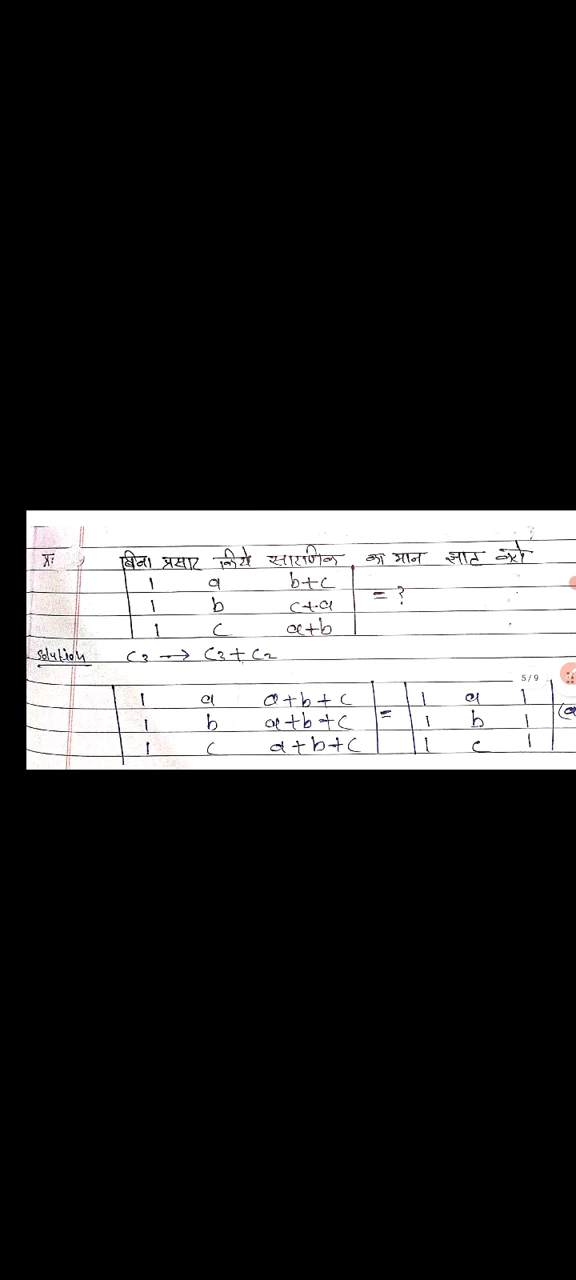 प्र: बिना प्रसार किये सारणिक का मान ज्ञात करो
1 a b+c
1 b c+a = ?
1 c a+b
Solution C3 → C3 + C2
5/9
1 a a+b+c 1 a 1
1 b a+b+c = 1 b 1 (a
1 c a+b+c 1 c 1